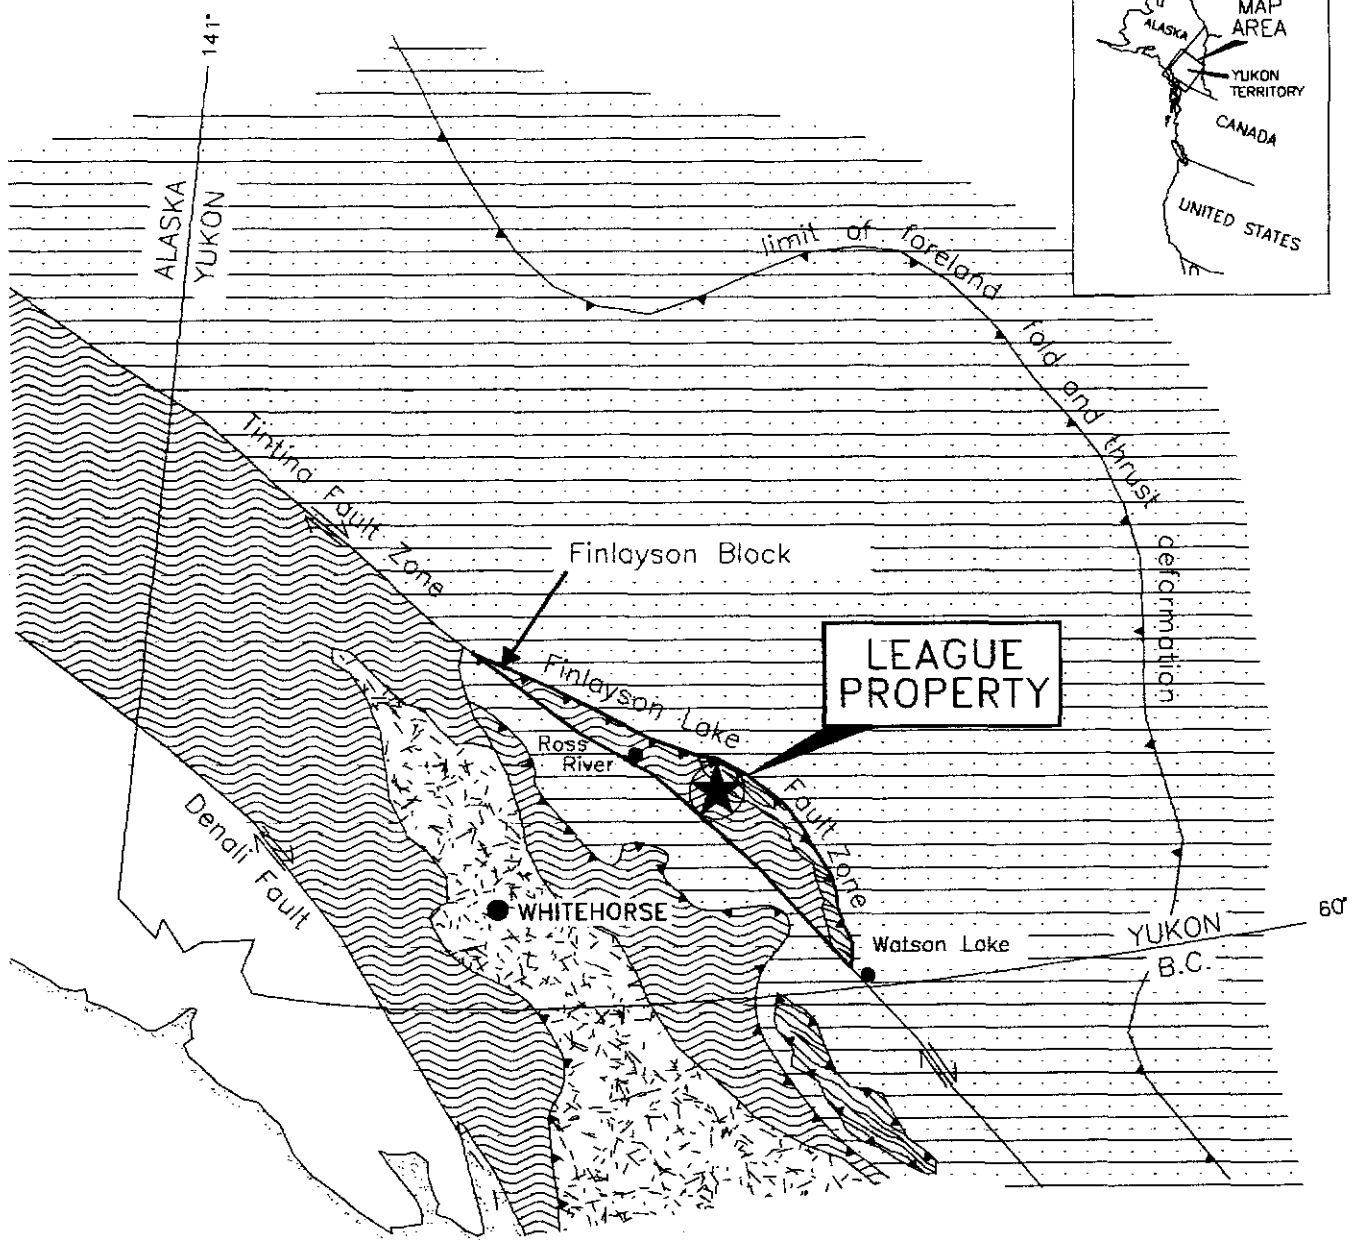 141°
MAP
AREA
ALASKA
YUKON
TERRITORY
CANADA
UNITED STATES
ALASKA
YUKON
limit of foreland fold and thrust deformation
Tintina Fault Zone
Finlayson Block
LEAGUE
PROPERTY
Finlayson Lake Fault Zone
Ross
River
Denali Fault
WHITEHORSE
Watson Lake
YUKON
B.C.
60°